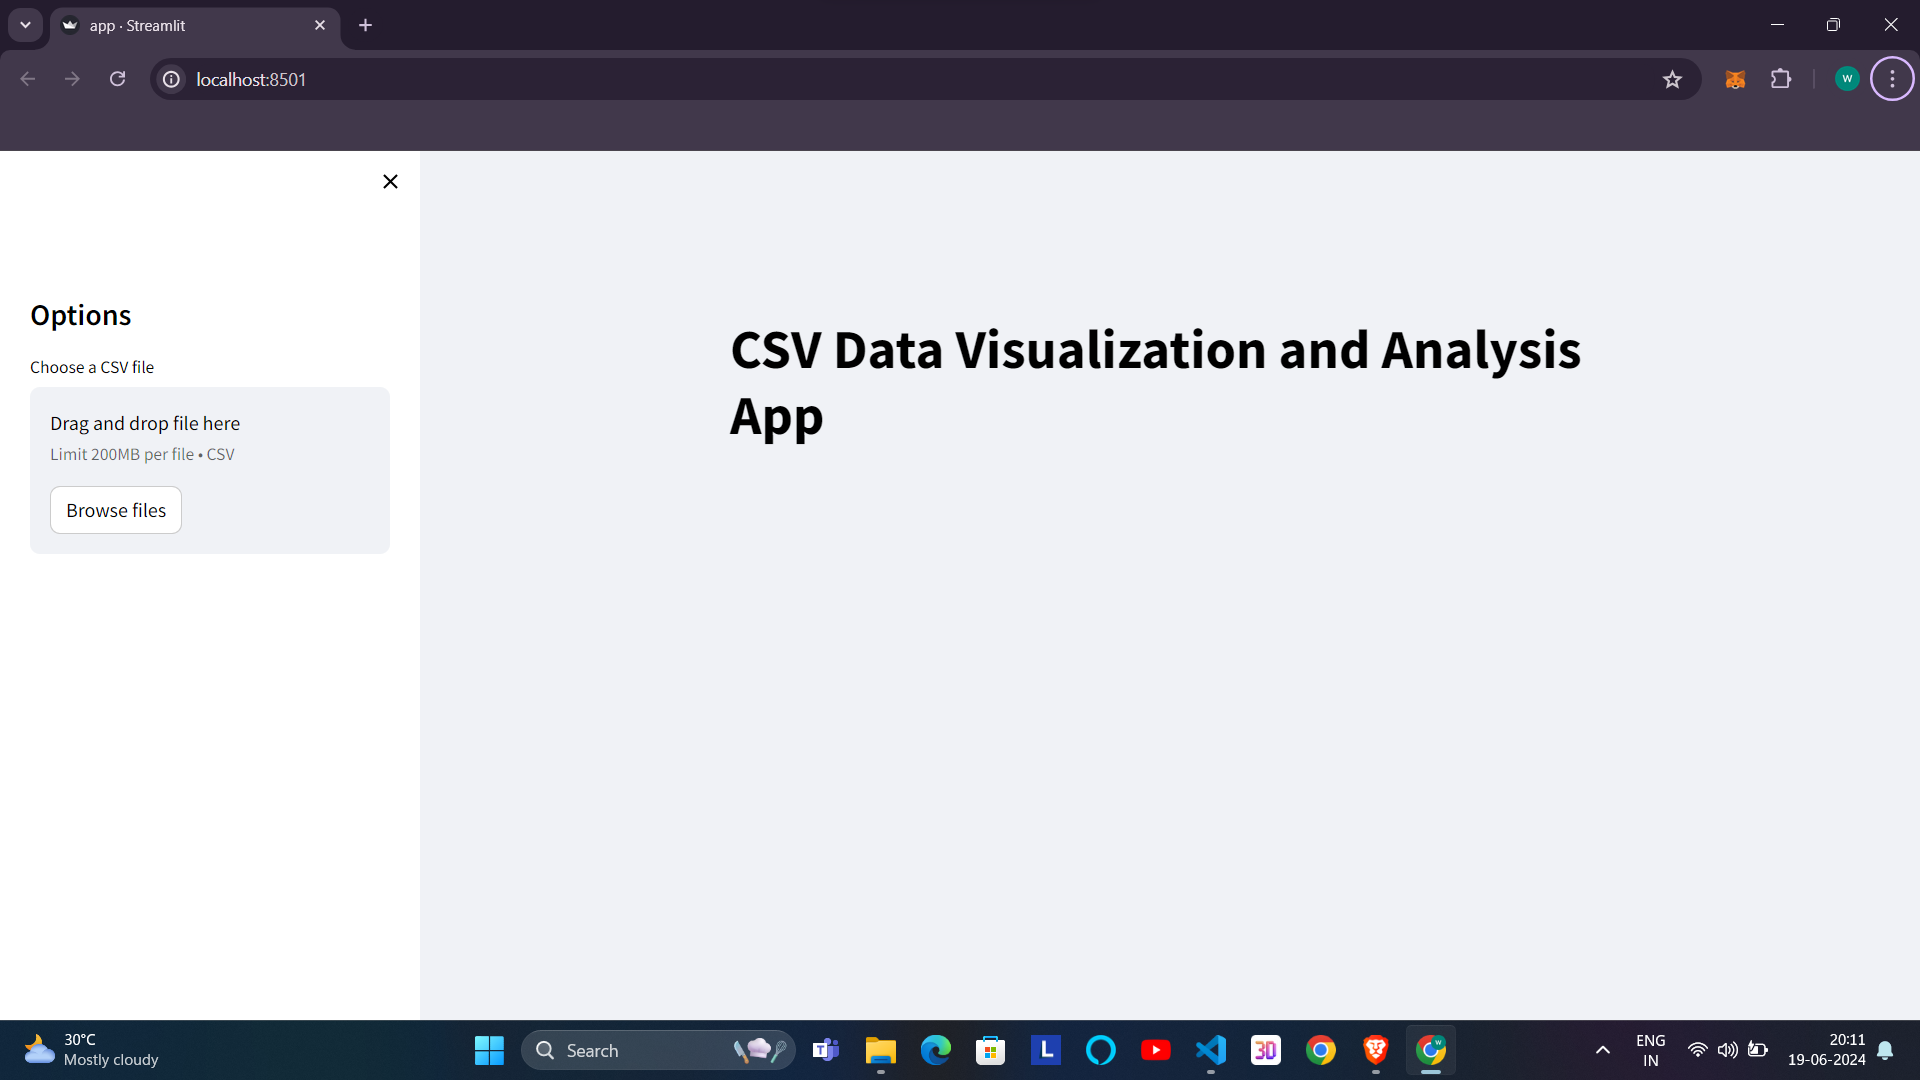 app · Streamlit
localhost:8501
W
Options
Choose a CSV file
Drag and drop file here
Limit 200MB per file • CSV
Browse files
CSV Data Visualization and Analysis
App
30°C
Mostly cloudy
Search
T
L
3D
W
ENG
IN
20:11
19-06-2024